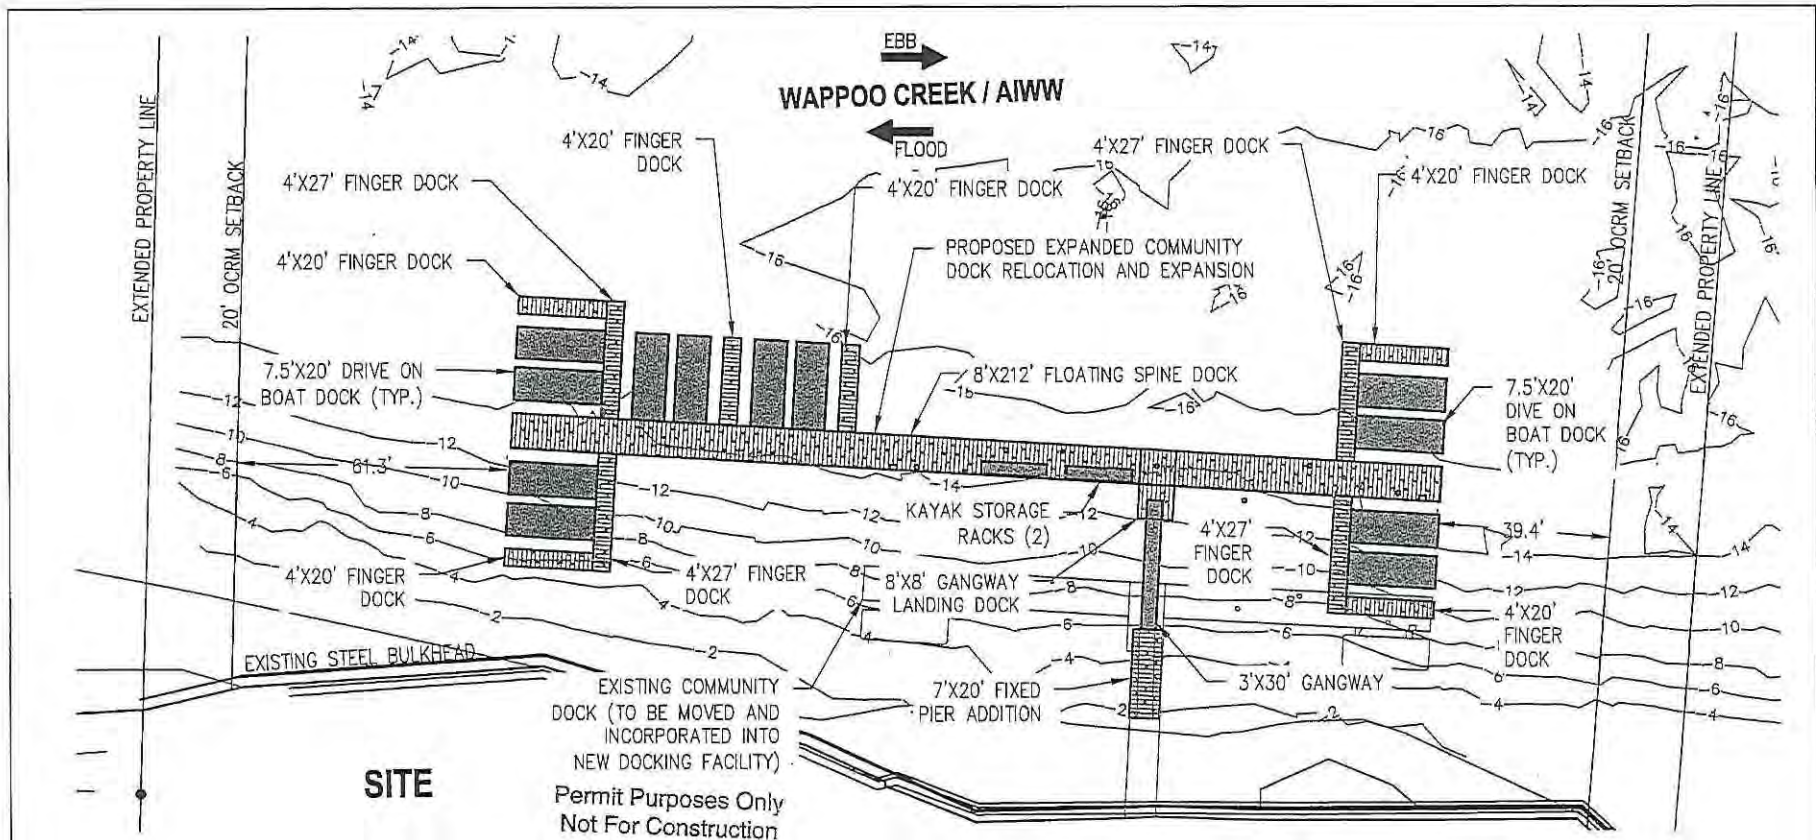 EBB
WAPPOO CREEK / AIWW
FLOOD
EXTENDED PROPERTY LINE
20' OCRM SETBACK
4'X20' FINGER
DOCK
4'X27' FINGER DOCK
4'X20' FINGER DOCK
4'X27' FINGER DOCK
4'X20' FINGER DOCK
4'X20' FINGER DOCK
PROPOSED EXPANDED COMMUNITY
DOCK RELOCATION AND EXPANSION
20' OCRM SETBACK
EXTENDED PROPERTY LINE
7.5'X20' DRIVE ON
BOAT DOCK (TYP.)
8'X212' FLOATING SPINE DOCK
7.5'X20'
DIVE ON
BOAT DOCK
(TYP.)
61.3'
39.4'
KAYAK STORAGE
RACKS (2)
4'X27'
FINGER
DOCK
4'X20' FINGER
DOCK
4'X27' FINGER
DOCK
8'X8' GANGWAY
LANDING DOCK
4'X20'
FINGER
DOCK
EXISTING STEEL BULKHEAD
EXISTING COMMUNITY
DOCK (TO BE MOVED AND
INCORPORATED INTO
NEW DOCKING FACILITY)
7'X20' FIXED
PIER ADDITION
3'X30' GANGWAY
SITE
Permit Purposes Only
Not For Construction